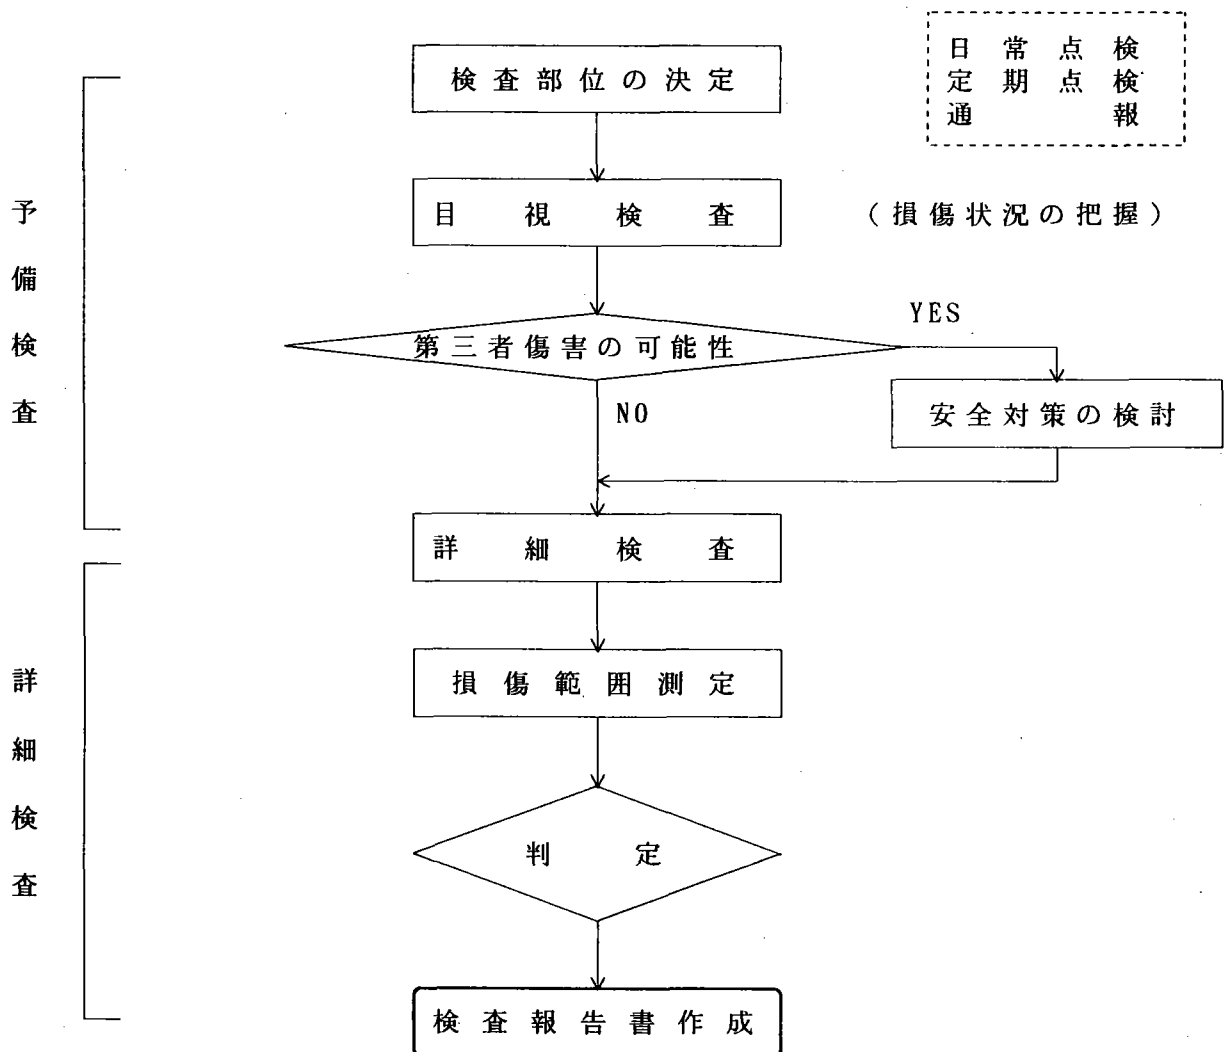 検査部位の決定
日常点検
定期点検
通報
目視検査
(損傷状況の把握)
第三者傷害の可能性
YES
NO
安全対策の検討
予備検査
詳細検査
損傷範囲測定
判定
検査報告書作成
詳細検査